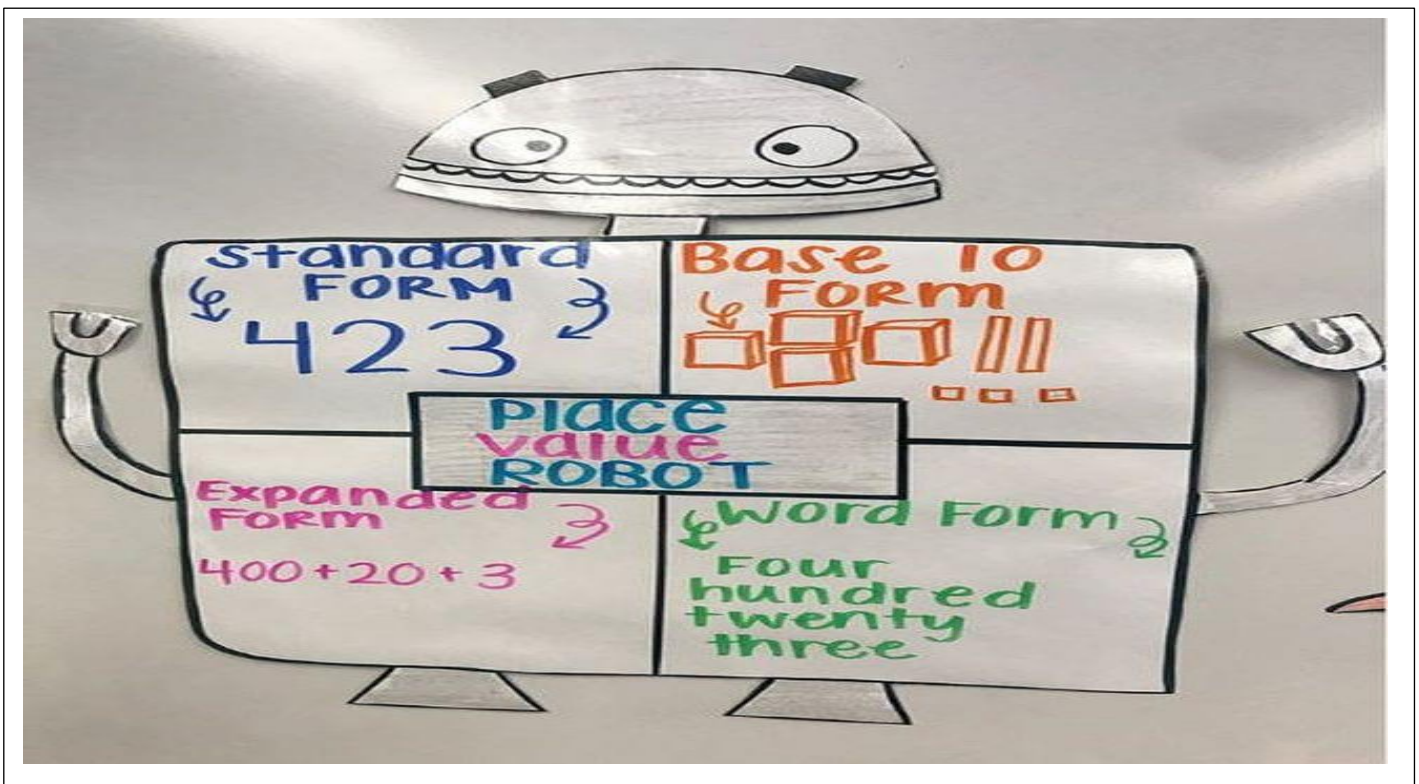 Standard
FORM
423
Base 10
FORM
Place
value
ROBOT
Expanded
FORM
400+20+3
Word Form
Four
hundred
twenty
three